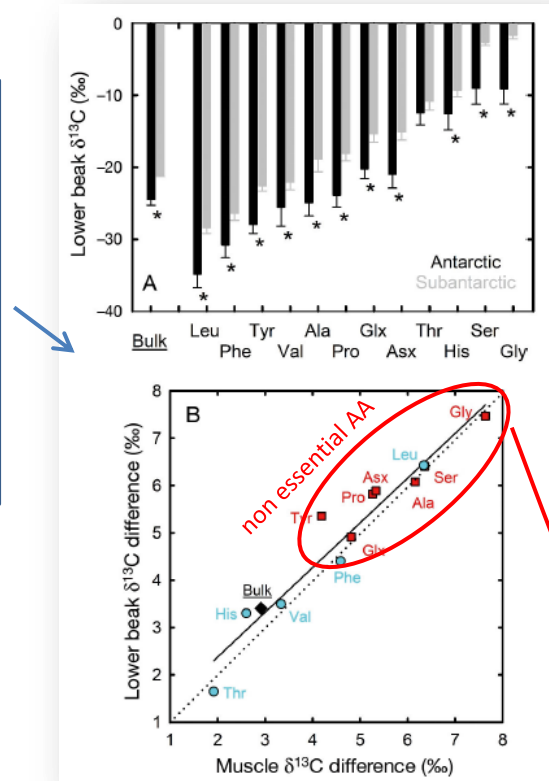 0
−10
−20
−30
−40
Lower beak δ¹³C (‰)
* * * * * * * * * * * *
A
Antarctic
Subantarctic
Bulk
Leu Tyr Ala Glx Thr Ser
Phe Val Pro Asx His Gly
8
7
6
5
4
3
2
1
Lower beak δ¹³C difference (‰)
B
non essential AA
Gly
Leu
Ser
Asx
Pro
Ala
Tyr
Glx
Phe
Bulk
His
Val
Thr
1 2 3 4 5 6 7 8
Muscle δ¹³C difference (‰)